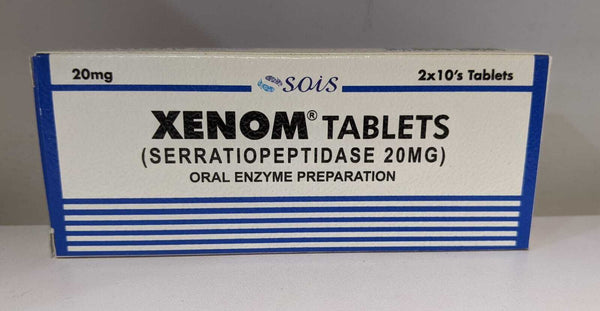 20mg
sois
2x10's Tablets
XENOM® TABLETS
(SERRATIOPEPTIDASE 20MG)
ORAL ENZYME PREPARATION